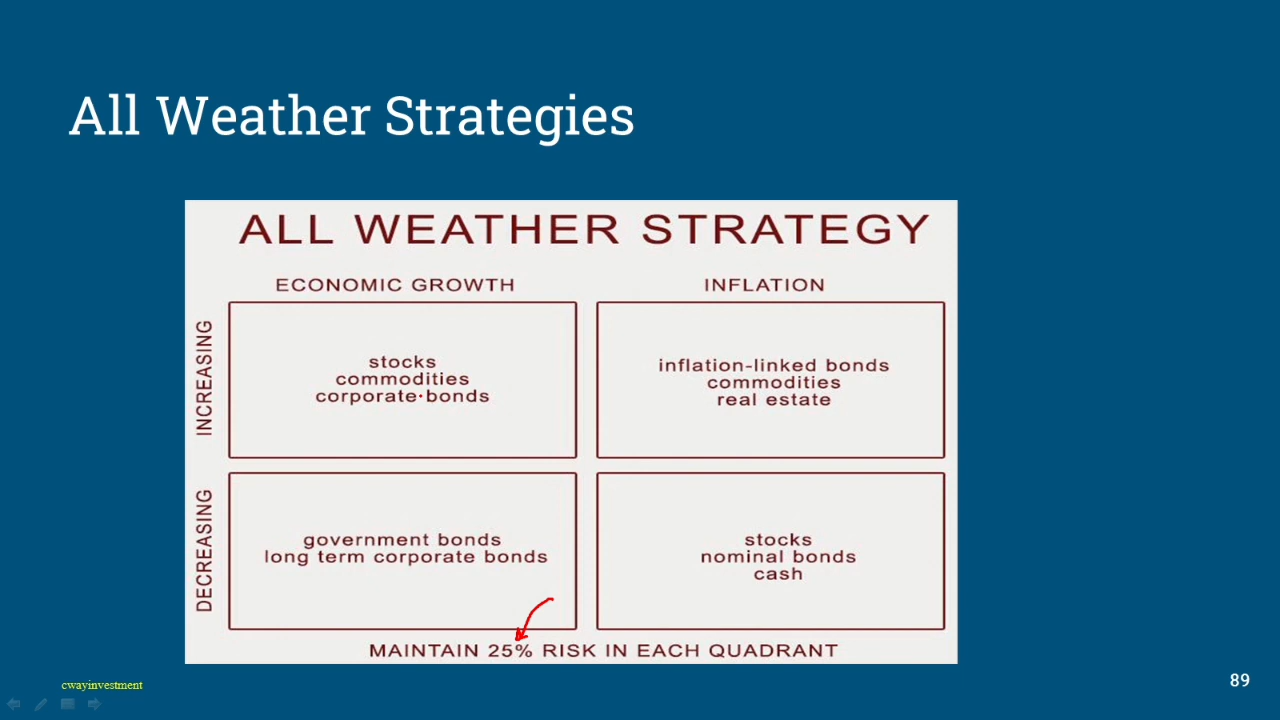 All Weather Strategies
ALL WEATHER STRATEGY
ECONOMIC GROWTH
INFLATION
INCREASING
stocks
commodities
corporate·bonds
inflation-linked bonds
commodities
real estate
DECREASING
government bonds
long term corporate bonds
stocks
nominal bonds
cash
MAINTAIN 25% RISK IN EACH QUADRANT
cwayinvestment
89